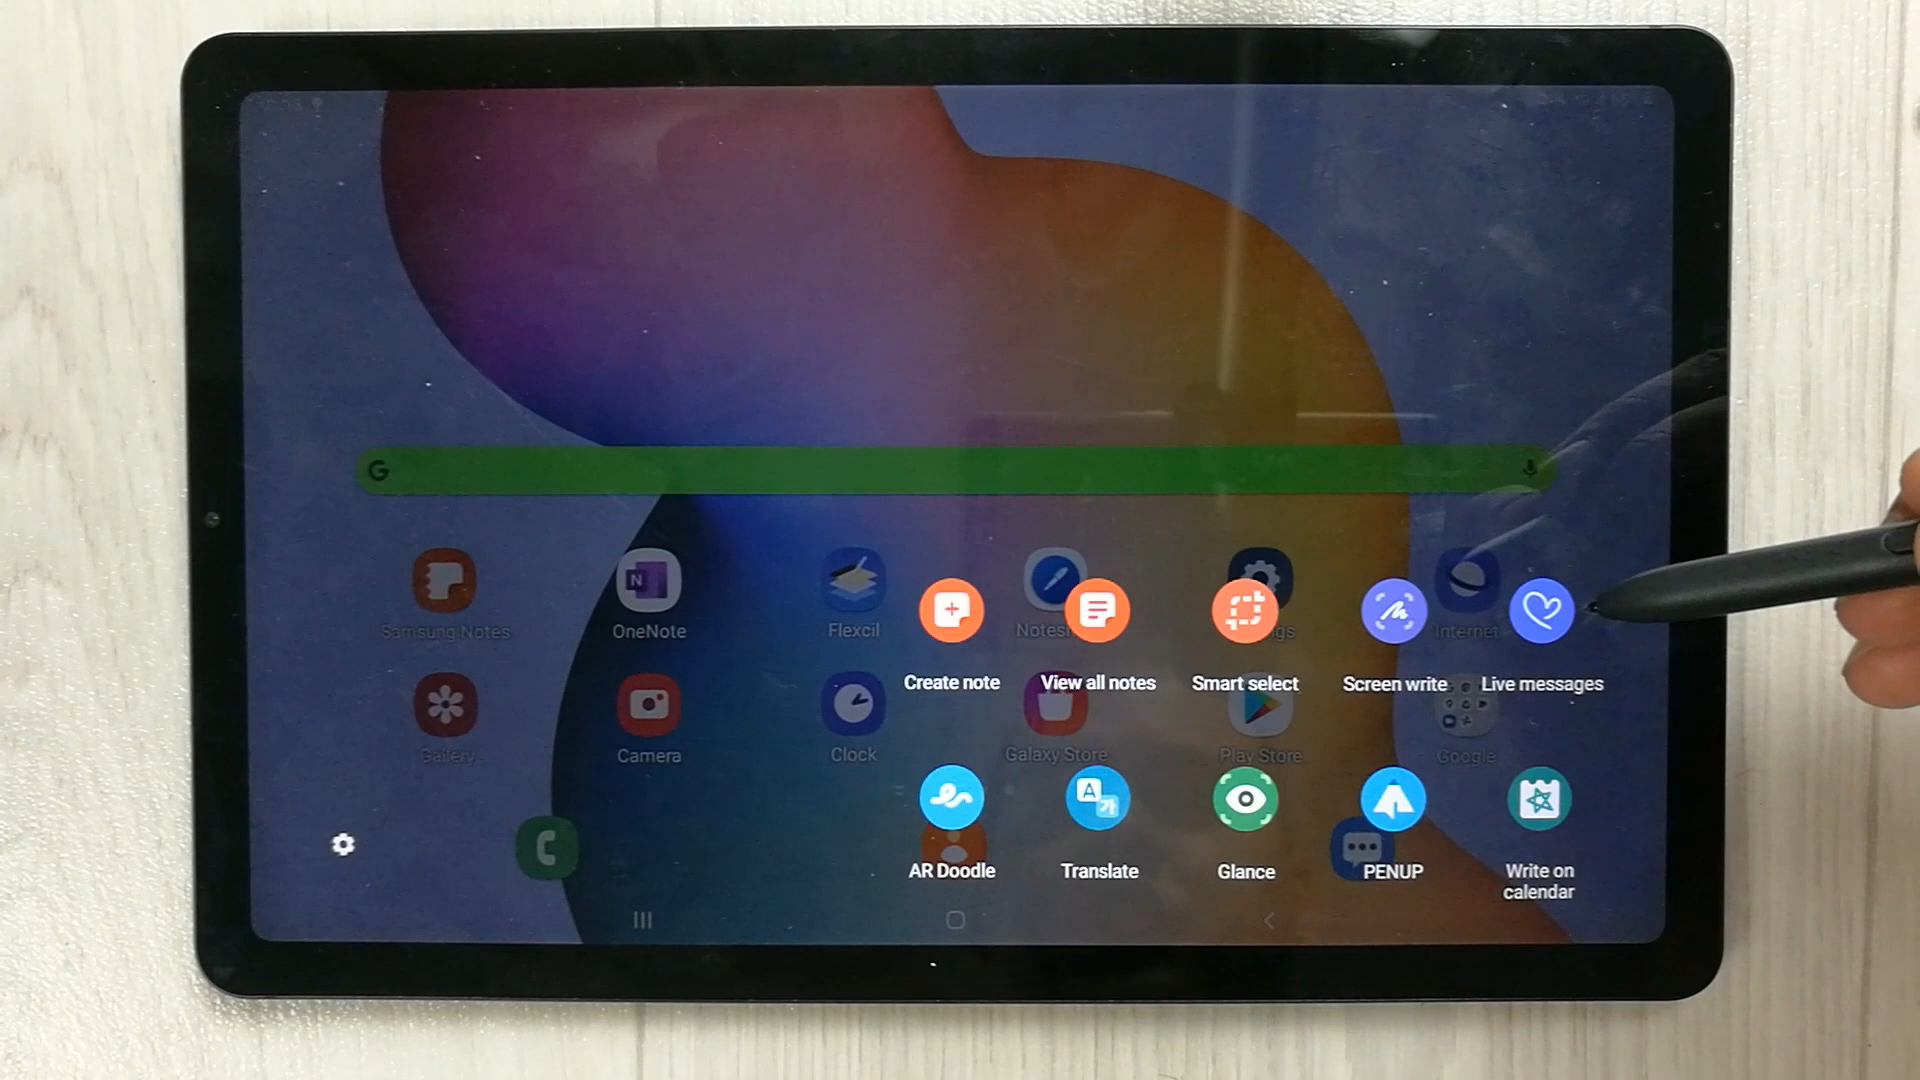 G
Samsung Notes OneNote Flexcil Internet
N
Create note View all notes Smart select Screen write Live messages
Gallery Camera Clock Galaxy Store Play Store Google
A 가
AR Doodle Translate Glance PENUP Write on
calendar